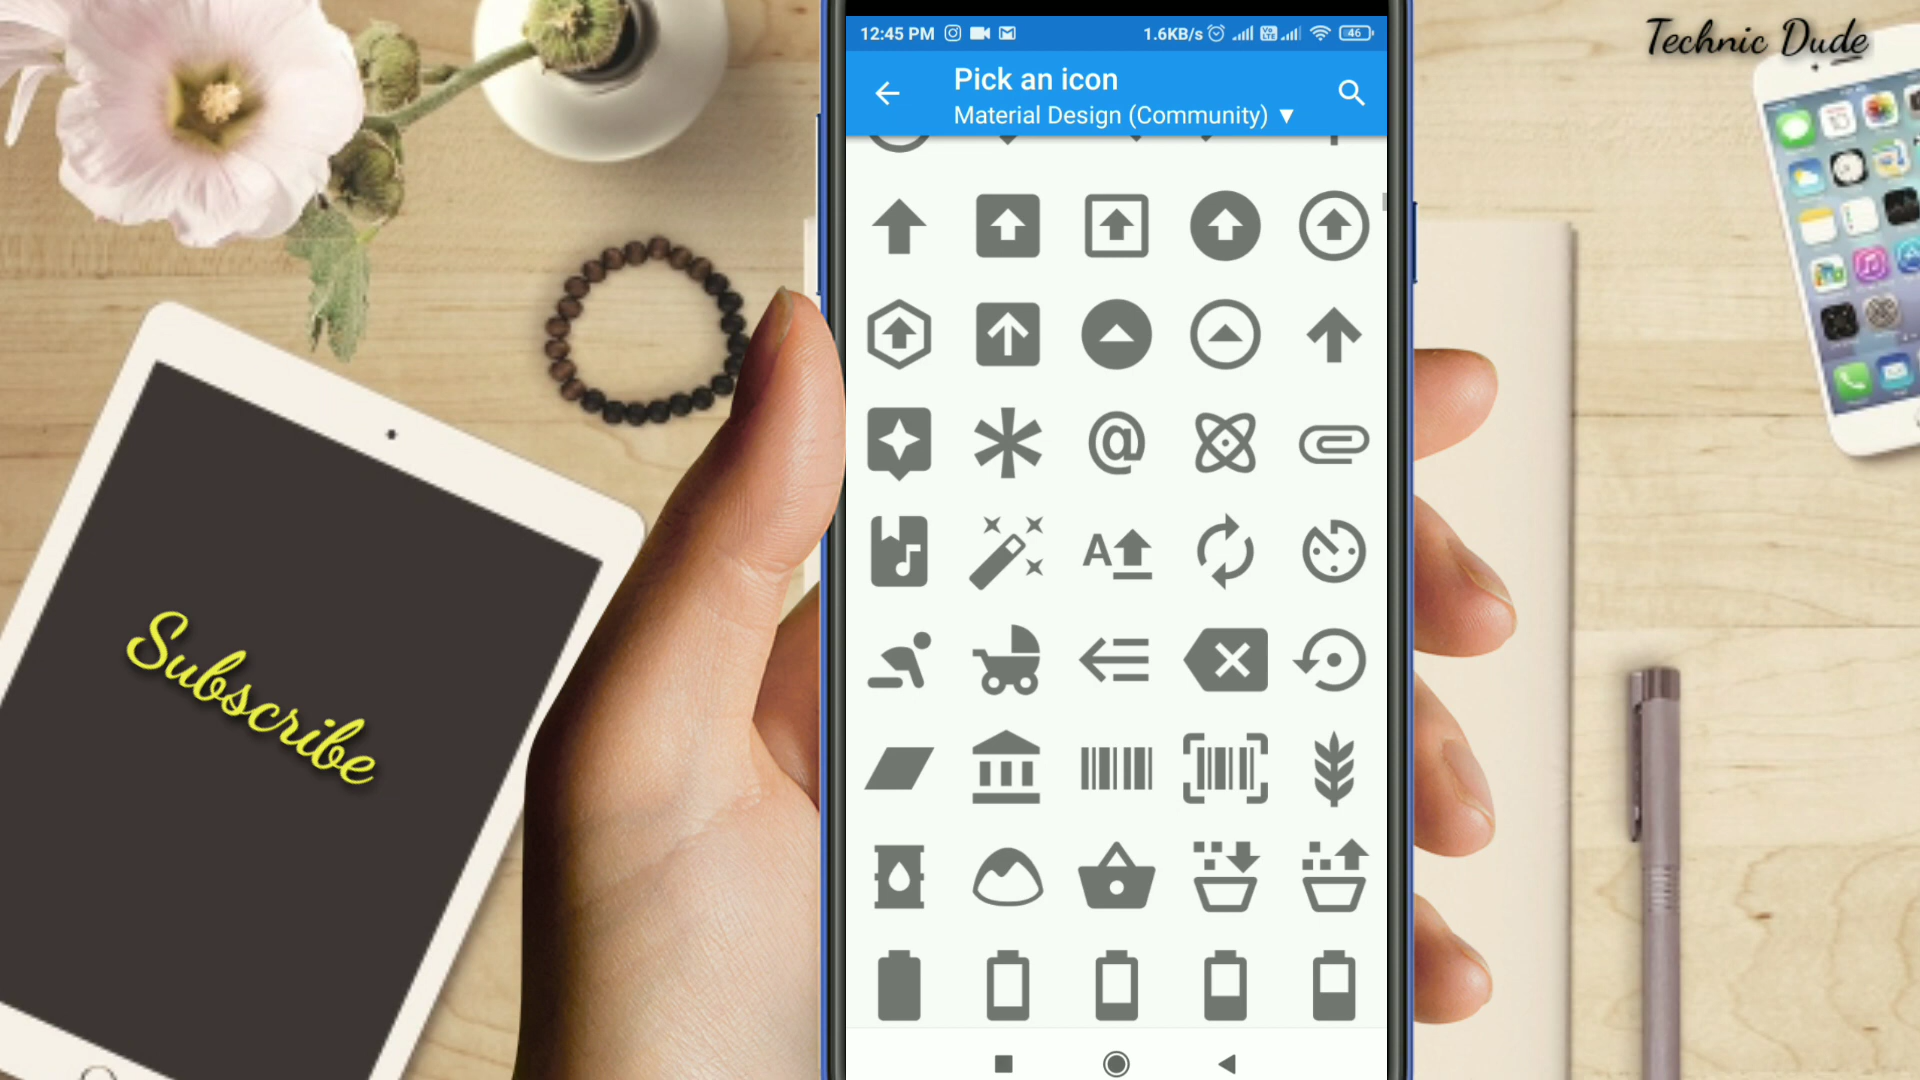 Technic Dude
12:45 PM
1.6KB/s
46
Pick an icon
Material Design (Community)
Subscribe